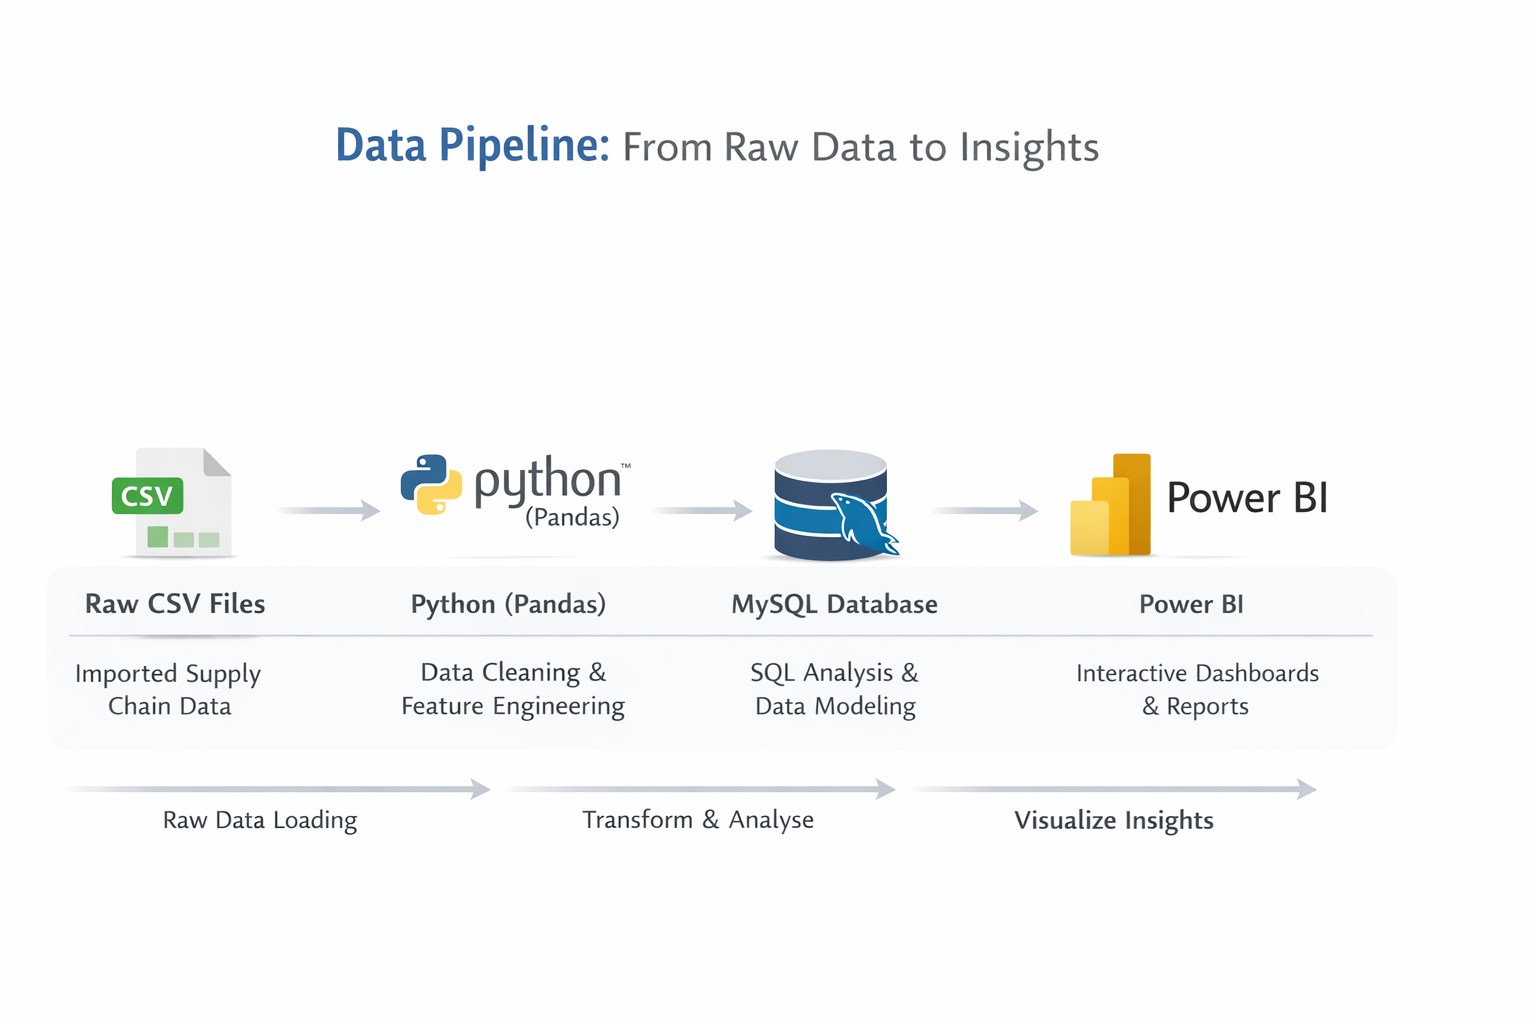 Data Pipeline: From Raw Data to Insights
CSV
python™
(Pandas)
Power BI
Raw CSV Files
Python (Pandas)
MySQL Database
Power BI
Imported Supply
Chain Data
Data Cleaning &
Feature Engineering
SQL Analysis &
Data Modeling
Interactive Dashboards
& Reports
Raw Data Loading
Transform & Analyse
Visualize Insights